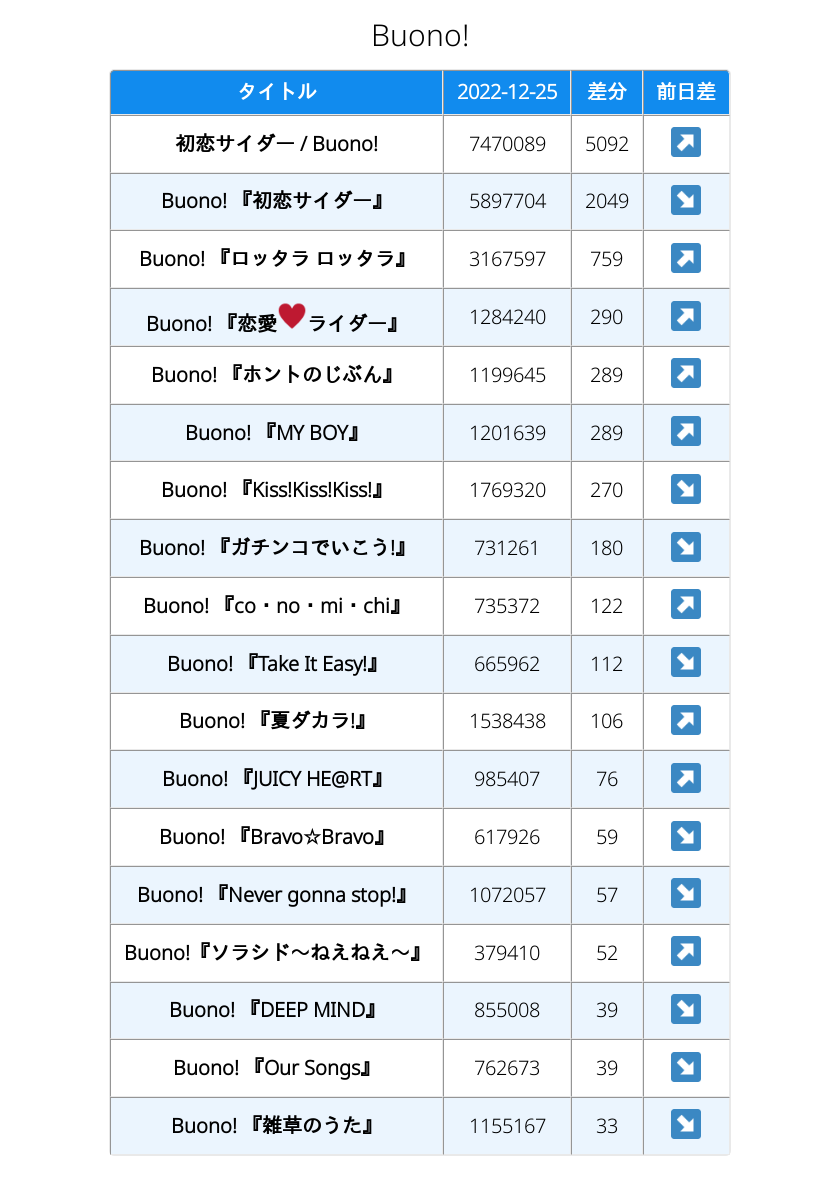 Buono!
タイトル 2022-12-25 差分 前日差
初恋サイダー / Buono! 7470089 5092 ↗
Buono! 『初恋サイダー』 5897704 2049 ↘
Buono! 『ロッタラ ロッタラ』 3167597 759 ↗
Buono! 『恋愛♥ライダー』 1284240 290 ↗
Buono! 『ホントのじぶん』 1199645 289 ↗
Buono! 『MY BOY』 1201639 289 ↗
Buono! 『Kiss!Kiss!Kiss!』 1769320 270 ↘
Buono! 『ガチンコでいこう!』 731261 180 ↘
Buono! 『co・no・mi・chi』 735372 122 ↗
Buono! 『Take It Easy!』 665962 112 ↘
Buono! 『夏ダカラ!』 1538438 106 ↗
Buono! 『JUICY HE@RT』 985407 76 ↗
Buono! 『Bravo☆Bravo』 617926 59 ↘
Buono! 『Never gonna stop!』 1072057 57 ↘
Buono!『ソラシド〜ねえねえ〜』 379410 52 ↗
Buono! 『DEEP MIND』 855008 39 ↘
Buono! 『Our Songs』 762673 39 ↘
Buono! 『雑草のうた』 1155167 33 ↘